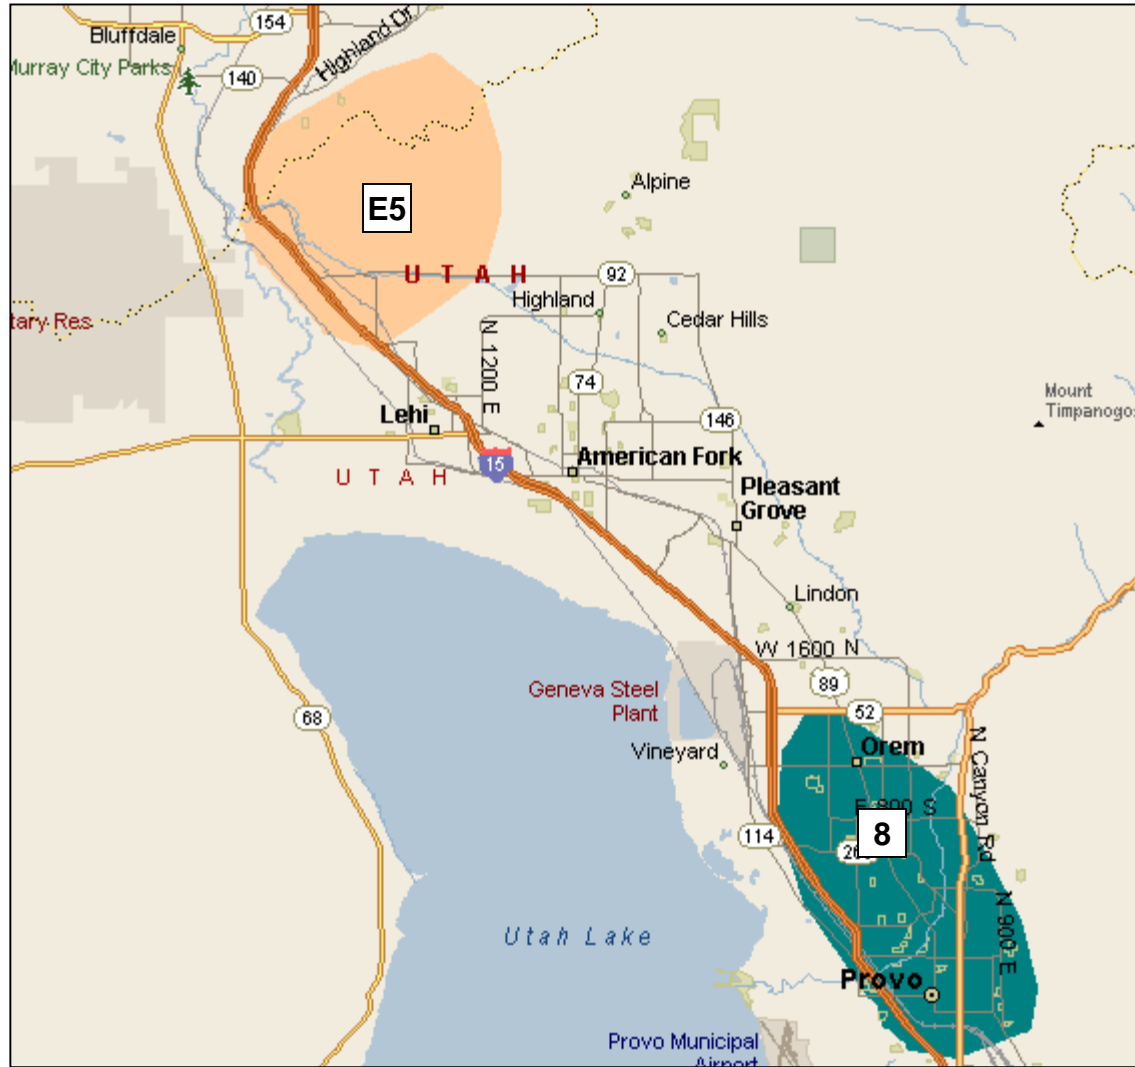 154
Bluffdale
Highland Dr
Murray City Parks
140
Alpine
E5
U T A H
92
Highland
Cedar Hills
tary Res
N 1200 E
74
Mount
Timpanogos
146
Lehi
American Fork
15
U T A H
Pleasant
Grove
Lindon
W 1600 N
Geneva Steel
Plant
89
68
52
Orem
N Canyon Rd
Vineyard
E 800 S
114
8
N 900 E
Utah Lake
Provo
Provo Municipal
Airport